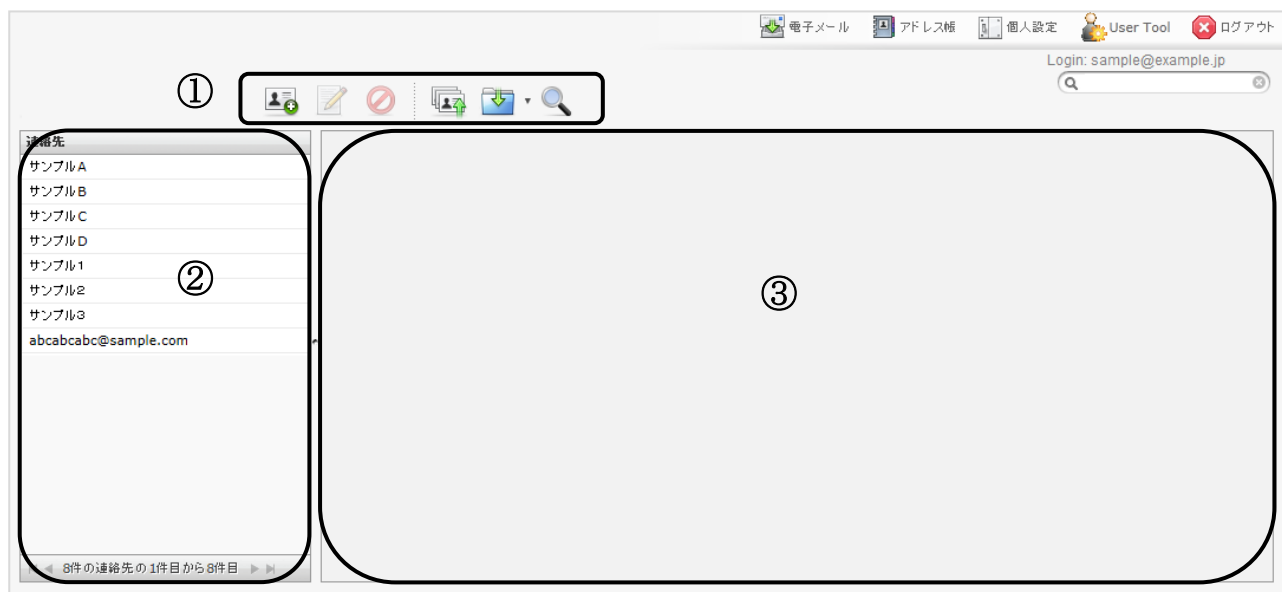 電子メール アドレス帳 個人設定 User Tool ログアウト
Login: sample@example.jp
①
連絡先
サンプルA
サンプルB
サンプルC
サンプルD
サンプル1
サンプル2
サンプル3
abcabcabc@sample.com
②
③
8件の連絡先の1件目から8件目